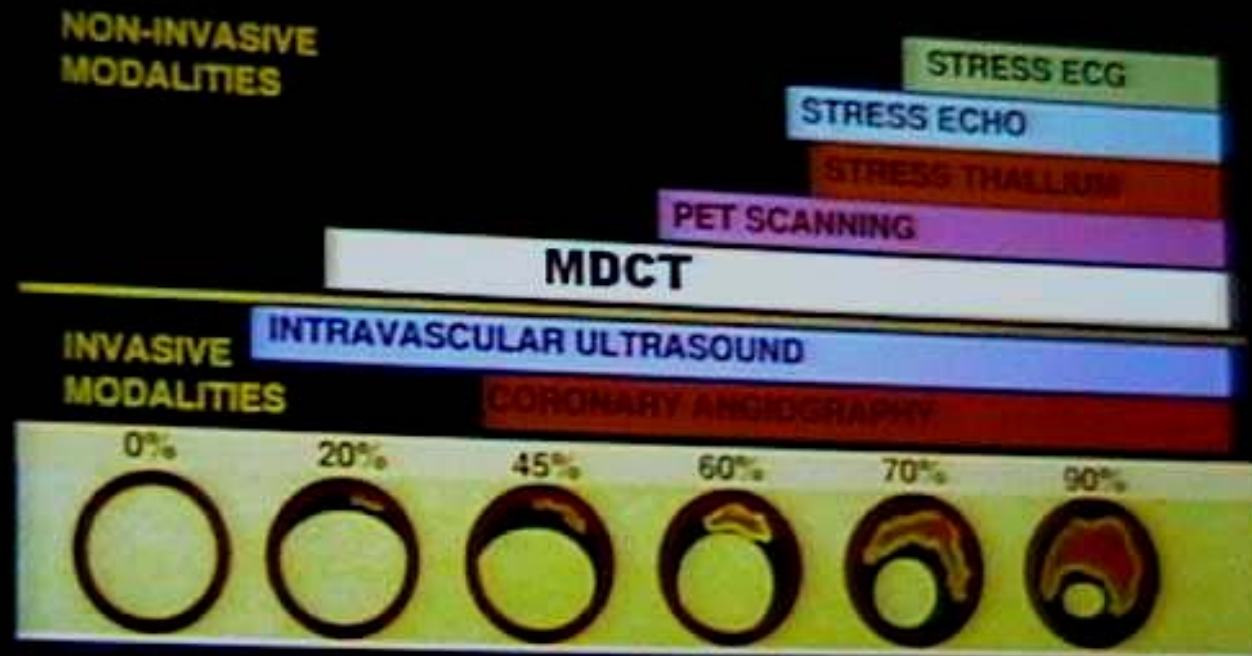 NON-INVASIVE
MODALITIES
STRESS ECG
STRESS ECHO
STRESS THALLIUM
PET SCANNING
MDCT
INTRAVASCULAR ULTRASOUND
INVASIVE
MODALITIES
CORONARY ANGIOGRAPHY
0% 20% 45% 60% 70% 90%